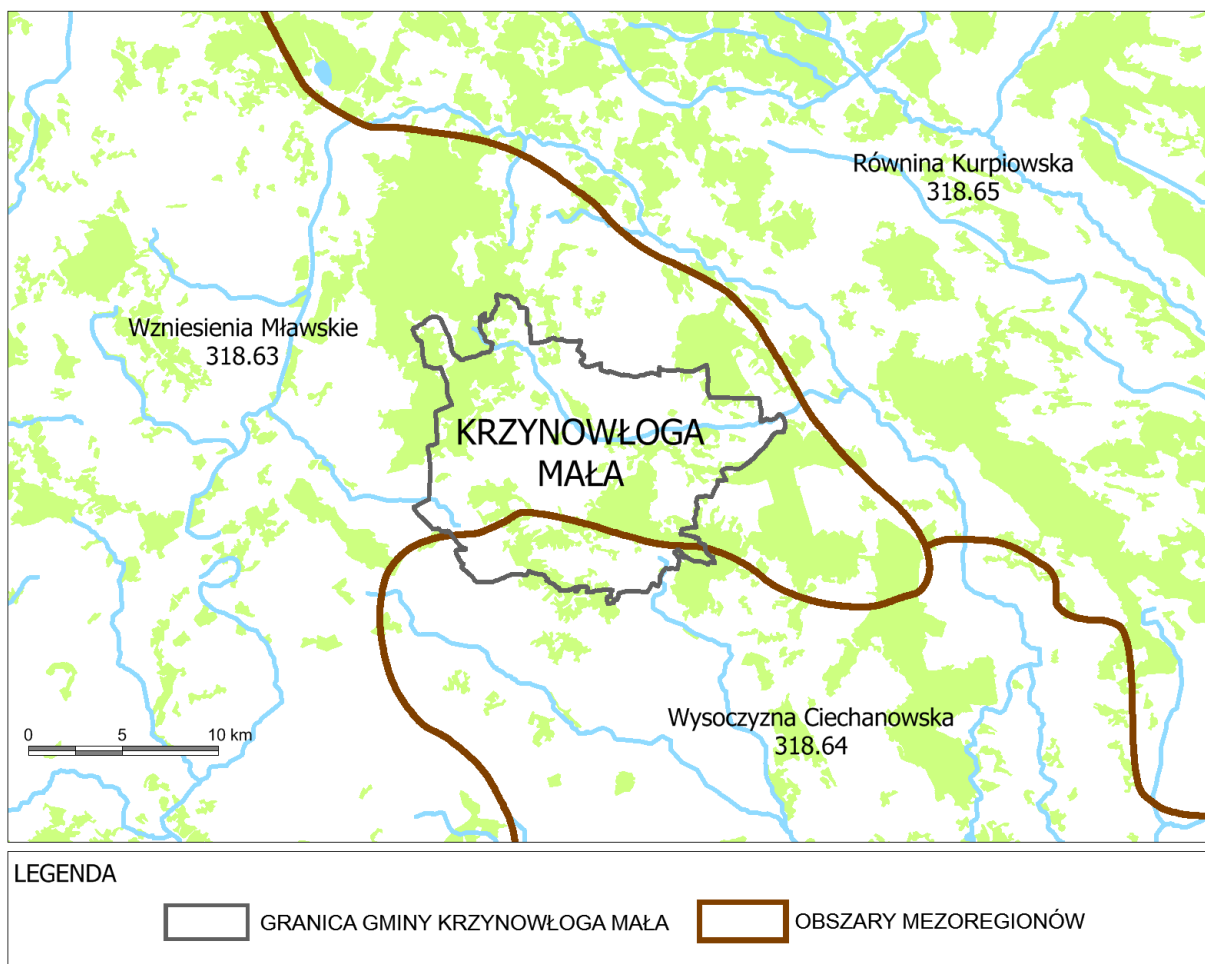 Równina Kurpiowska
318.65
Wzniesienia Mławskie
318.63
KRZYNOWŁOGA
MAŁA
Wysoczyzna Ciechanowska
318.64
0 5 10 km
LEGENDA
GRANICA GMINY KRZYNOWŁOGA MAŁA
OBSZARY MEZOREGIONÓW